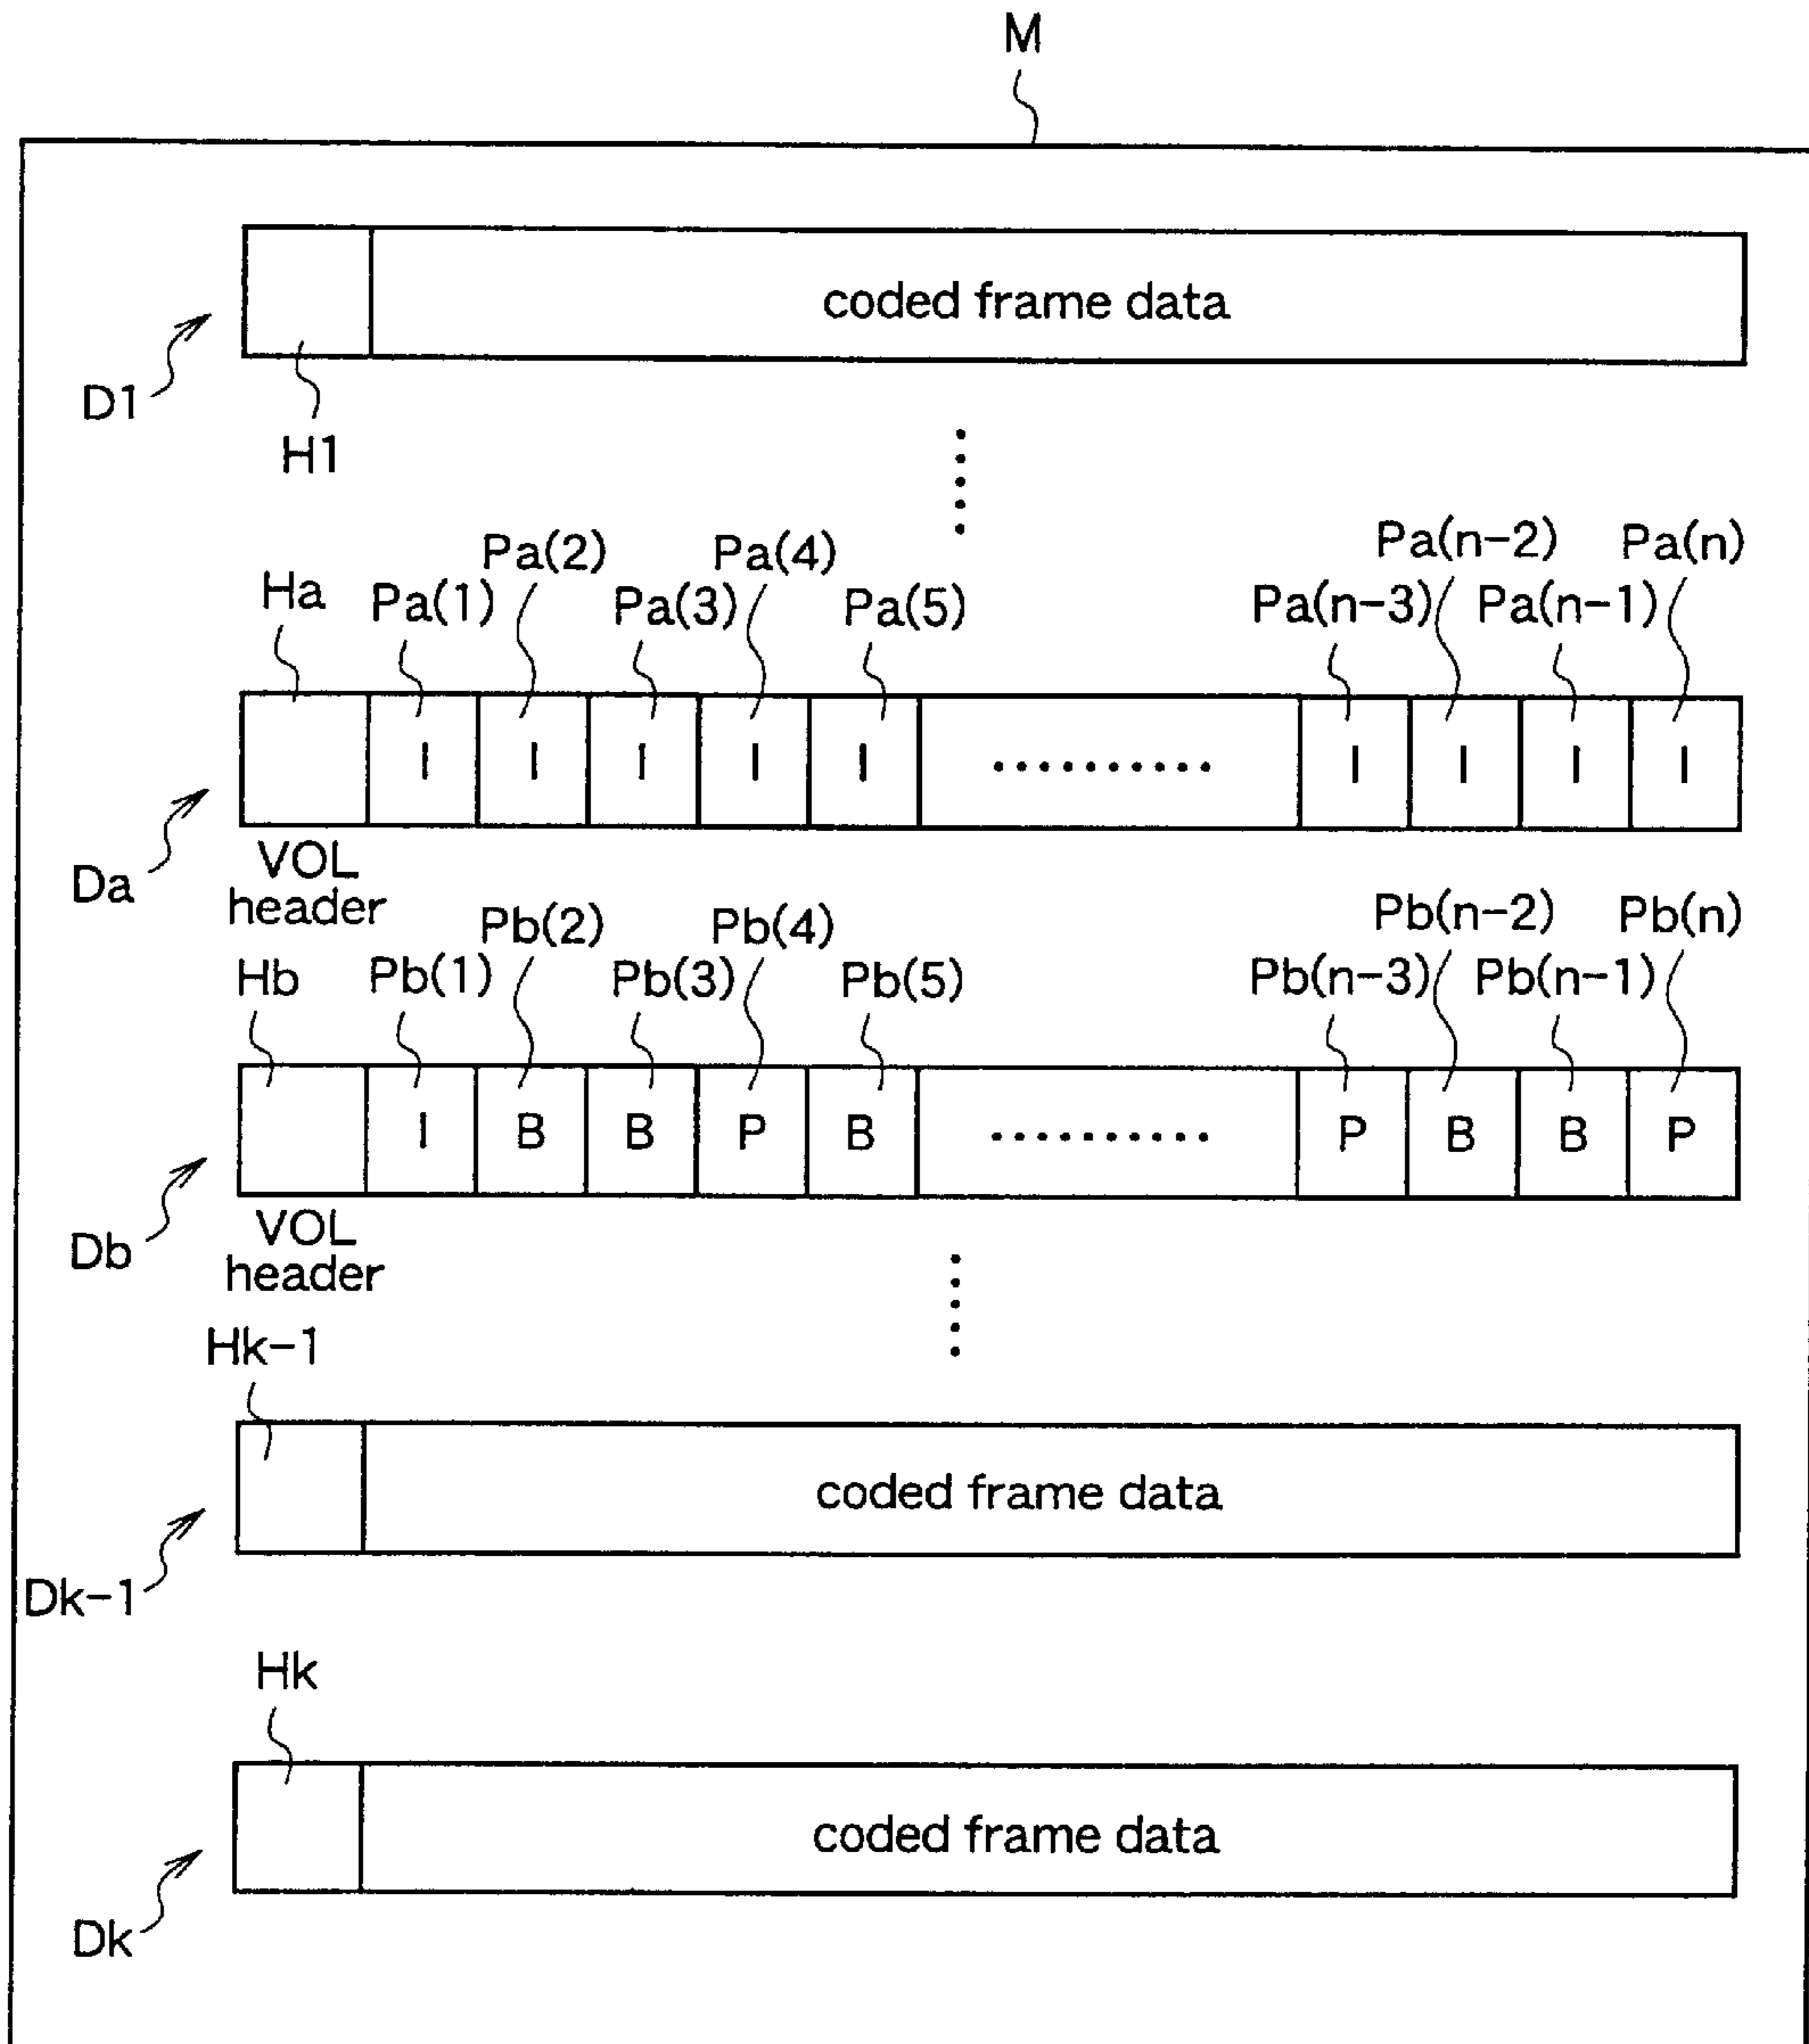 M
coded frame data
D1
H1
Pa(2) Pa(4) Pa(n-2) Pa(n)
Ha Pa(1) Pa(3) Pa(5) Pa(n-3) Pa(n-1)
I I I I I .......... I I I I
Da
VOL
header
Pb(2) Pb(4) Pb(n-2) Pb(n)
Hb Pb(1) Pb(3) Pb(5) Pb(n-3) Pb(n-1)
I B B P B .......... P B B P
Db
VOL
header
Hk-1
coded frame data
Dk-1
Hk
coded frame data
Dk